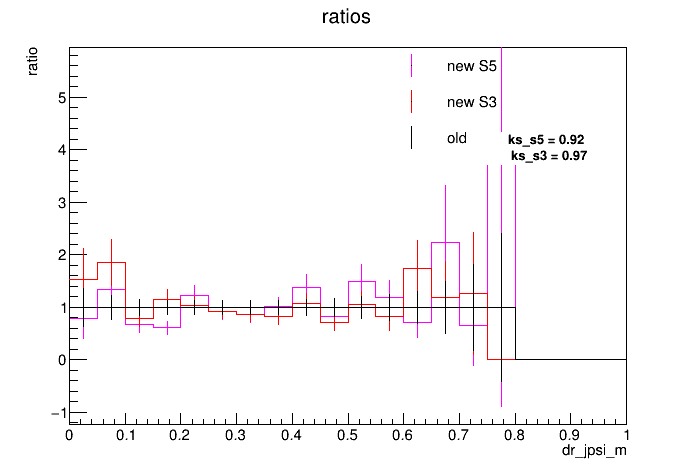 ratios
ratio
new S5
new S3
old
ks_s5 = 0.92
ks_s3 = 0.97
5
4
3
2
1
0
−1
0 0.1 0.2 0.3 0.4 0.5 0.6 0.7 0.8 0.9 1
dr_jpsi_m